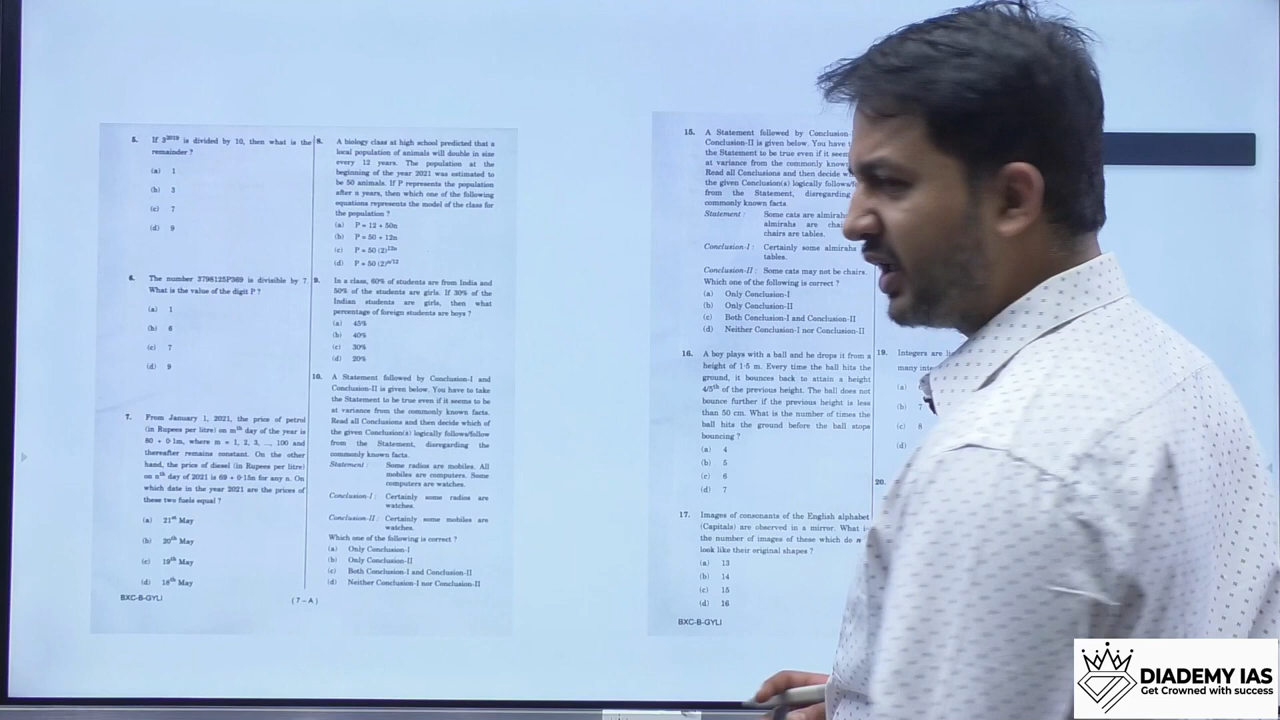 5. If 3²⁰¹⁹ is divided by 10, then what is the
remainder ?
(a) 1
(b) 3
(c) 7
(d) 9
6. The number 3798125P369 is divisible by 7.
What is the value of the digit P ?
(a) 1
(b) 6
(c) 7
(d) 9
7. From January 1, 2021, the price of petrol
(in Rupees per litre) on mᵗʰ day of the year is
80 + 0·1m, where m = 1, 2, 3, ..., 100 and
thereafter remains constant. On the other
hand, the price of diesel (in Rupees per litre)
on nᵗʰ day of 2021 is 69 + 0·15n for any n. On
which date in the year 2021 are the prices of
these two fuels equal ?
(a) 21ˢᵗ May
(b) 20ᵗʰ May
(c) 19ᵗʰ May
(d) 18ᵗʰ May
BXC-B-GYLI
( 7 – A )
8. A biology class at high school predicted that a
local population of animals will double in size
every 12 years. The population at the
beginning of the year 2021 was estimated to
be 50 animals. If P represents the population
after n years, then which one of the following
equations represents the model of the class for
the population ?
(a) P = 12 + 50n
(b) P = 50 + 12n
(c) P = 50 (2)¹²ⁿ
(d) P = 50 (2)ⁿ/¹²
9. In a class, 60% of students are from India and
50% of the students are girls. If 30% of the
Indian students are girls, then what
percentage of foreign students are boys ?
(a) 45%
(b) 40%
(c) 30%
(d) 20%
10. A Statement followed by Conclusion-I and
Conclusion-II is given below. You have to take
the Statement to be true even if it seems to be
at variance from the commonly known facts.
Read all Conclusions and then decide which of
the given Conclusion(s) logically follows/follow
from the Statement, disregarding the
commonly known facts.
Statement : Some radios are mobiles. All
mobiles are computers. Some
computers are watches.
Conclusion-I : Certainly some radios are
watches.
Conclusion-II : Certainly some mobiles are
watches.
Which one of the following is correct ?
(a) Only Conclusion-I
(b) Only Conclusion-II
(c) Both Conclusion-I and Conclusion-II
(d) Neither Conclusion-I nor Conclusion-II
15. A Statement followed by Conclusion-
Conclusion-II is given below. You have
the Statement to be true even if it seem
at variance from the commonly known
Read all Conclusions and then decide
the given Conclusion(s) logically follows/
from the Statement, disregarding
commonly known facts.
Statement : Some cats are almirah
almirahs are cha
chairs are tables.
Conclusion-I : Certainly some almirahs
tables.
Conclusion-II : Some cats may not be chairs.
Which one of the following is correct ?
(a) Only Conclusion-I
(b) Only Conclusion-II
(c) Both Conclusion-I and Conclusion-II
(d) Neither Conclusion-I nor Conclusion-II
16. A boy plays with a ball and he drops it from a
height of 1·5 m. Every time the ball hits the
ground, it bounces back to attain a height
4/5ᵗʰ of the previous height. The ball does not
bounce further if the previous height is less
than 50 cm. What is the number of times the
ball hits the ground before the ball stops
bouncing ?
(a) 4
(b) 5
(c) 6
(d) 7
17. Images of consonants of the English alphabet
(Capitals) are observed in a mirror. What
the number of images of these which do
look like their original shapes ?
(a) 13
(b) 14
(c) 15
(d) 16
BXC-B-GYLI
19. Integers are
many
(a)
(b) 7
(c) 8
(d)
20.
DIADEMY IAS
Get Crowned with success